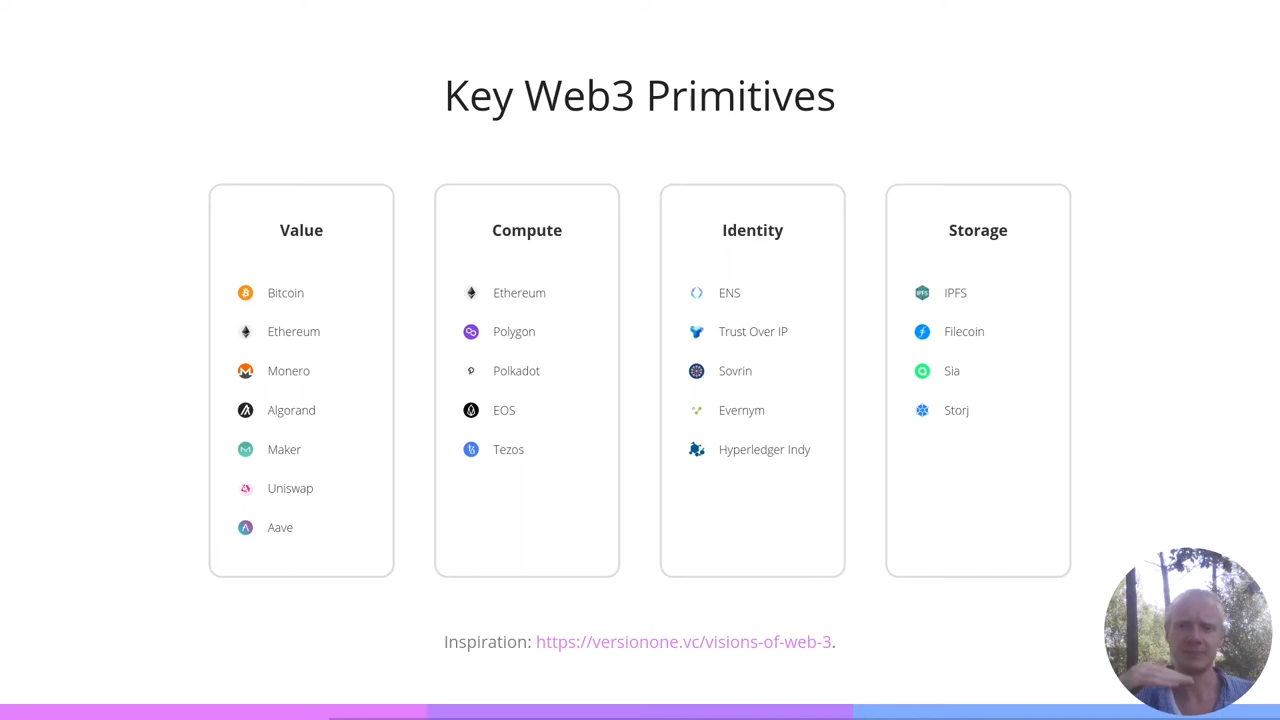 Key Web3 Primitives
Value
Bitcoin
Ethereum
Monero
Algorand
Maker
Uniswap
Aave
Compute
Ethereum
Polygon
Polkadot
EOS
Tezos
Identity
ENS
Trust Over IP
Sovrin
Evernym
Hyperledger Indy
Storage
IPFS
IPFS
Filecoin
Sia
Storj
Inspiration: https://versionone.vc/visions-of-web-3.